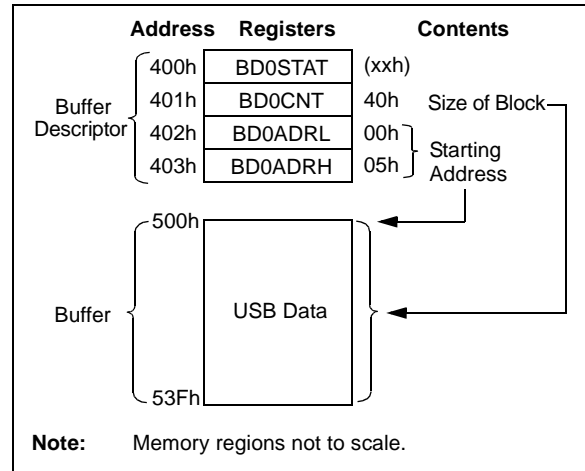 Address Registers Contents
400h BD0STAT (xxh)
401h BD0CNT 40h Size of Block
402h BD0ADRL 00h
403h BD0ADRH 05h
Buffer
Descriptor
Starting
Address
500h
Buffer USB Data
53Fh
Note: Memory regions not to scale.